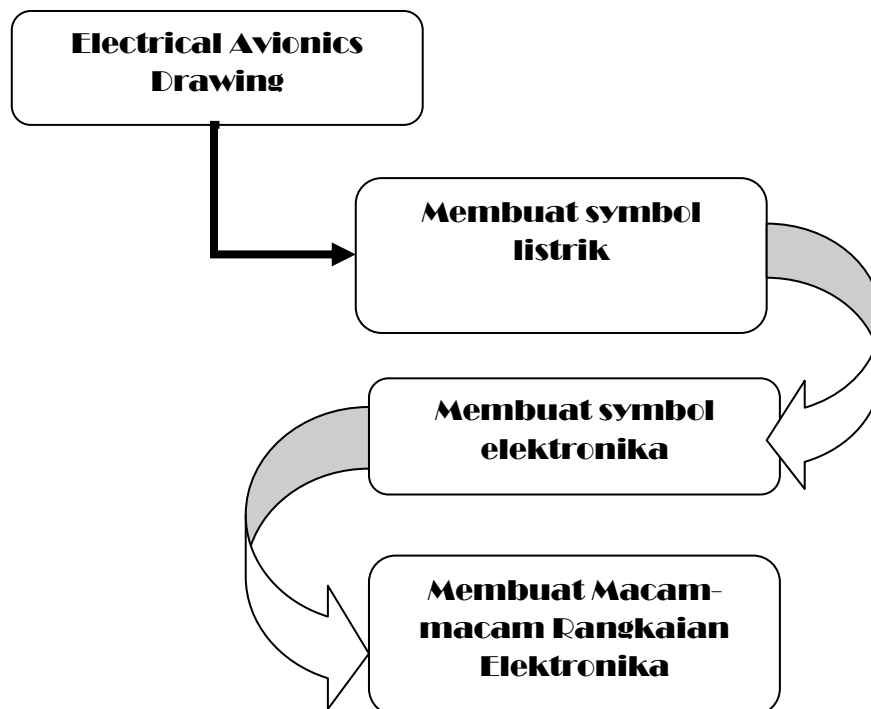 Electrical Avionics
Drawing
Membuat symbol
listrik
Membuat symbol
elektronika
Membuat Macam-
macam Rangkaian
Elektronika